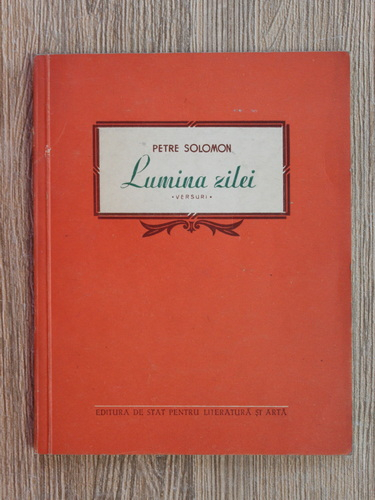 PETRE SOLOMON
Lumina zilei
• VERSURI •
EDITURA DE STAT PENTRU LITERATURĂ ȘI ARTĂ